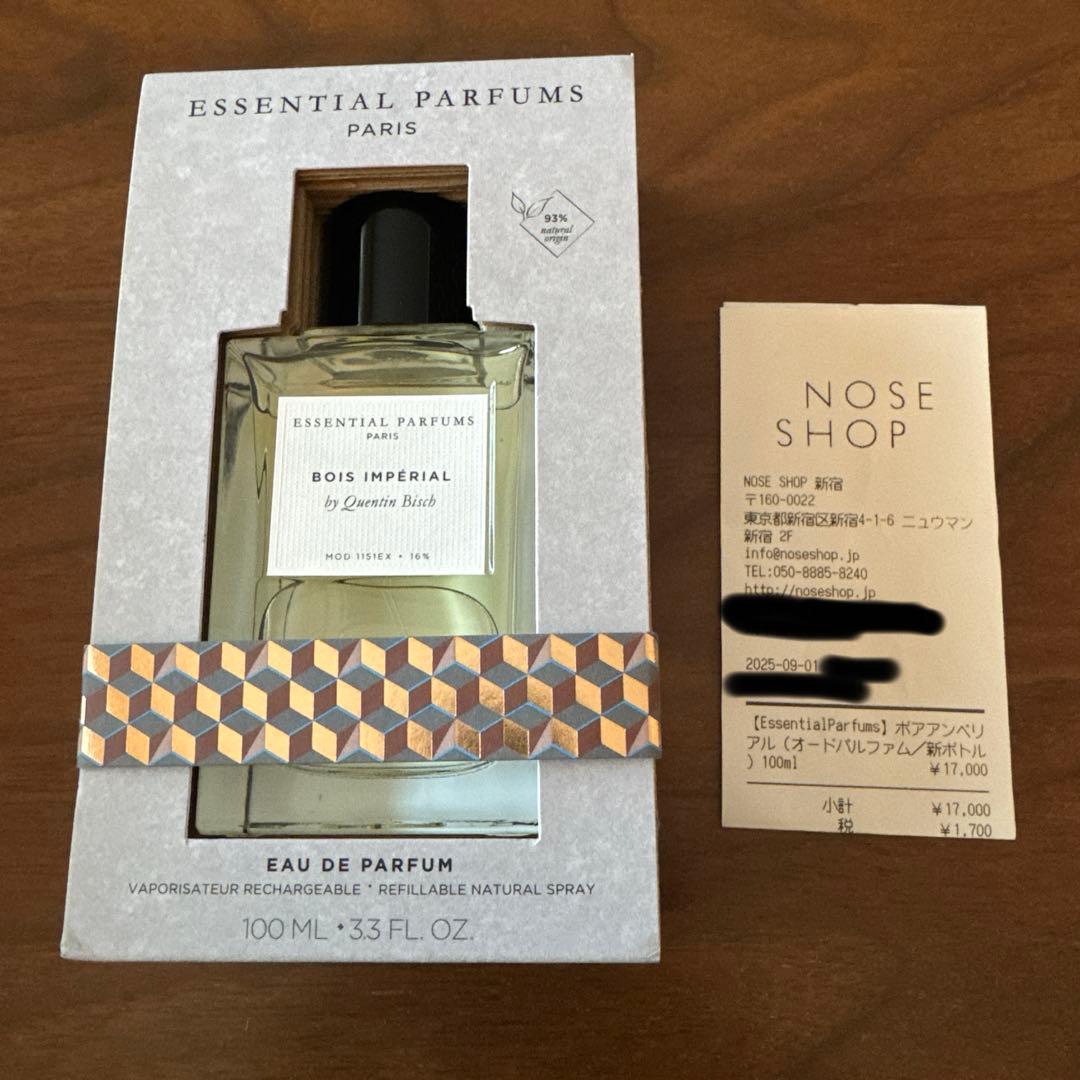 ESSENTIAL PARFUMS
PARIS
93%
natural
origin
ESSENTIAL PARFUMS
PARIS
BOIS IMPÉRIAL
by Quentin Bisch
MOD 1151EX • 16%
EAU DE PARFUM
VAPORISATEUR RECHARGEABLE • REFILLABLE NATURAL SPRAY
100 ML • 3.3 FL. OZ.
NOSE
SHOP
NOSE SHOP 新宿
〒160-0022
東京都新宿区新宿4-1-6 ニュウマン
新宿 2F
info@noseshop.jp
TEL:050-8885-8240
http://noseshop.jp
2025-09-01
【EssentialParfums】ボアアンペリ
アル（オードパルファム／新ボトル
）100ml ¥17,000
小計 ¥17,000
税 ¥1,700